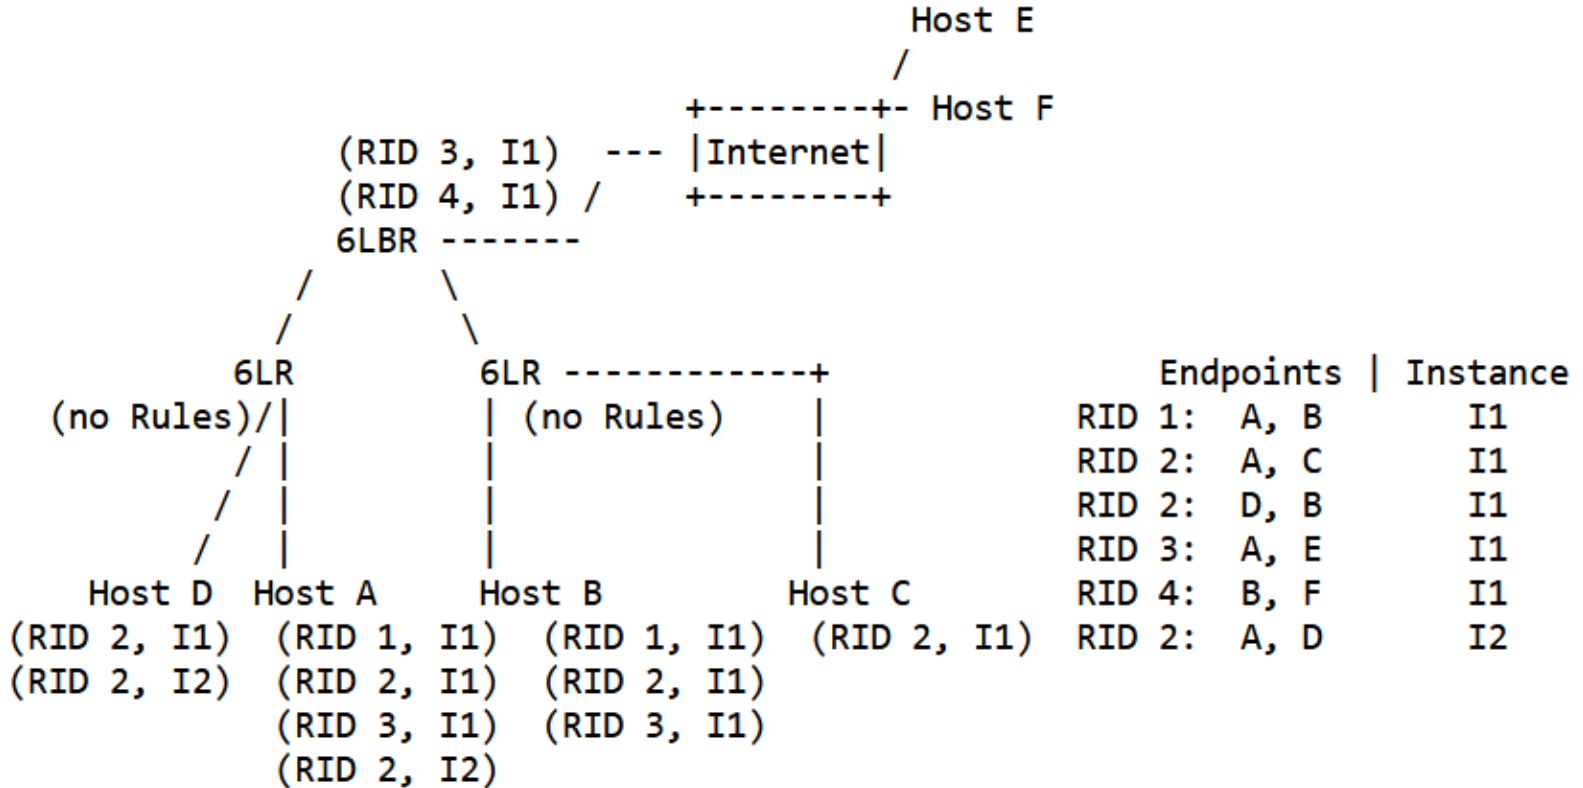 Host E
                                           /
                                 +--------+- Host F
                (RID 3, I1)  --- |Internet|
                (RID 4, I1) /    +--------+
                6LBR -------
              /      \
             /        \
           6LR         6LR ------------+                Endpoints | Instance
  (no Rules)/|         | (no Rules)    |            RID 1:  A, B       I1
           / |         |               |            RID 2:  A, C       I1
          /  |         |               |            RID 2:  D, B       I1
         /   |         |               |            RID 3:  A, E       I1
    Host D  Host A     Host B         Host C        RID 4:  B, F       I1
(RID 2, I1)  (RID 1, I1)  (RID 1, I1)  (RID 2, I1)  RID 2:  A, D       I2
(RID 2, I2)  (RID 2, I1)  (RID 2, I1)
             (RID 3, I1)  (RID 3, I1)
             (RID 2, I2)